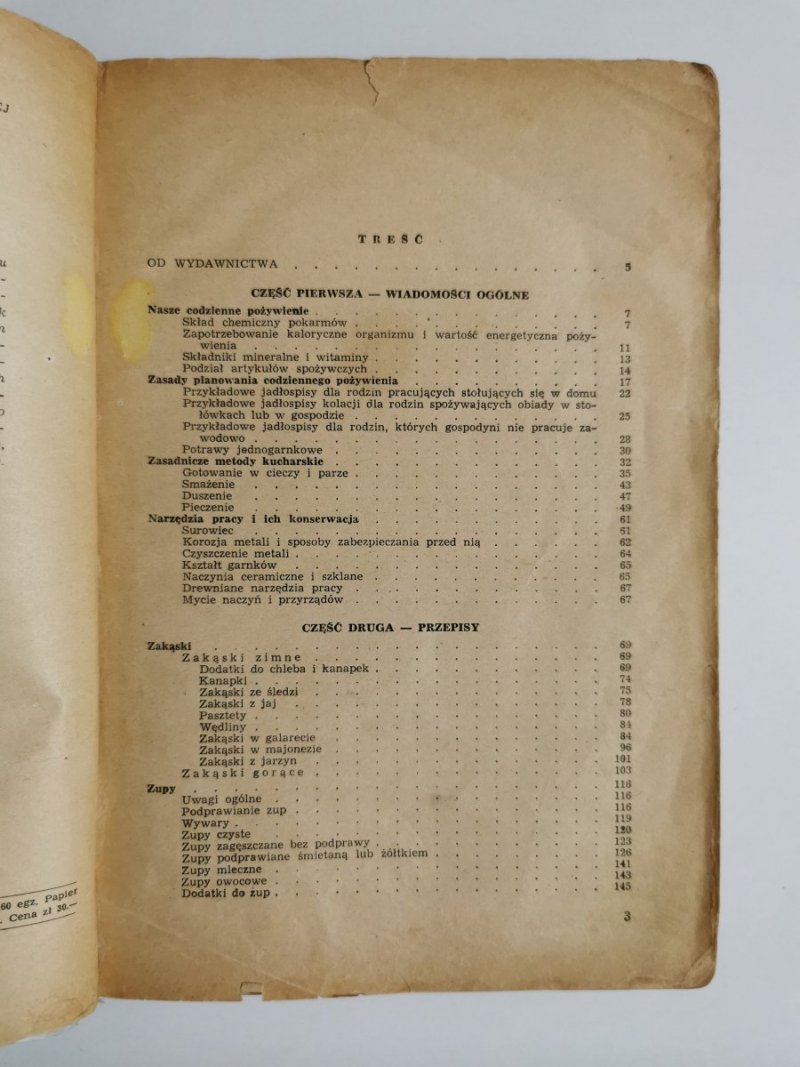 TREŚĆ
OD WYDAWNICTWA . . . . . . . . . . . . . . . . 5
CZĘŚĆ PIERWSZA — WIADOMOŚCI OGÓLNE
Nasze codzienne pożywienie . . . . . . . . . . . . . . . 7
Skład chemiczny pokarmów . . . . . . . . . . . . . 7
Zapotrzebowanie kaloryczne organizmu i wartość energetyczna poży-
wienia . . . . . . . . . . . . . . . . . . 11
Składniki mineralne i witaminy . . . . . . . . . . . . 13
Podział artykułów spożywczych . . . . . . . . . . . . 14
Zasady planowania codziennego pożywienia . . . . . . . . . . 17
Przykładowe jadłospisy dla rodzin pracujących stołujących się w domu 22
Przykładowe jadłospisy kolacji dla rodzin spożywających obiady w sto-
łówkach lub w gospodzie . . . . . . . . . . . . . 25
Przykładowe jadłospisy dla rodzin, których gospodyni nie pracuje za-
wodowo . . . . . . . . . . . . . . . . . . 28
Potrawy jednogarnkowe . . . . . . . . . . . . . . 30
Zasadnicze metody kucharskie . . . . . . . . . . . . . . 32
Gotowanie w cieczy i parze . . . . . . . . . . . . . 35
Smażenie . . . . . . . . . . . . . . . . . . 43
Duszenie . . . . . . . . . . . . . . . . . . 47
Pieczenie . . . . . . . . . . . . . . . . . . 49
Narzędzia pracy i ich konserwacja . . . . . . . . . . . . 61
Surowiec . . . . . . . . . . . . . . . . . . 61
Korozja metali i sposoby zabezpieczania przed nią . . . . . . 62
Czyszczenie metali . . . . . . . . . . . . . . . . 64
Kształt garnków . . . . . . . . . . . . . . . . 65
Naczynia ceramiczne i szklane . . . . . . . . . . . . 65
Drewniane narzędzia pracy . . . . . . . . . . . . . 67
Mycie naczyń i przyrządów . . . . . . . . . . . . . 67
CZĘŚĆ DRUGA — PRZEPISY
Zakąski . . . . . . . . . . . . . . . . . . . . 69
Zakąski zimne . . . . . . . . . . . . . . . 69
Dodatki do chleba i kanapek . . . . . . . . . . . . 69
Kanapki . . . . . . . . . . . . . . . . . . 74
Zakąski ze śledzi . . . . . . . . . . . . . . . 75
Zakąski z jaj . . . . . . . . . . . . . . . . 78
Pasztety . . . . . . . . . . . . . . . . . . 80
Wędliny . . . . . . . . . . . . . . . . . . 84
Zakąski w galarecie . . . . . . . . . . . . . . 84
Zakąski w majonezie . . . . . . . . . . . . . . 96
Zakąski z jarzyn . . . . . . . . . . . . . . . 101
Zakąski gorące . . . . . . . . . . . . . . . 103
Zupy . . . . . . . . . . . . . . . . . . . . . 116
Uwagi ogólne . . . . . . . . . . . . . . . . . 116
Podprawianie zup . . . . . . . . . . . . . . . . 116
Wywary . . . . . . . . . . . . . . . . . . . 119
Zupy czyste . . . . . . . . . . . . . . . . . 120
Zupy zagęszczane bez podprawy . . . . . . . . . . . . 123
Zupy podprawiane śmietaną lub żółtkiem . . . . . . . . . 126
Zupy mleczne . . . . . . . . . . . . . . . . . 141
Zupy owocowe . . . . . . . . . . . . . . . . . 143
Dodatki do zup . . . . . . . . . . . . . . . . . 145
3
60 egz. Papier
. Cena zł 30.—